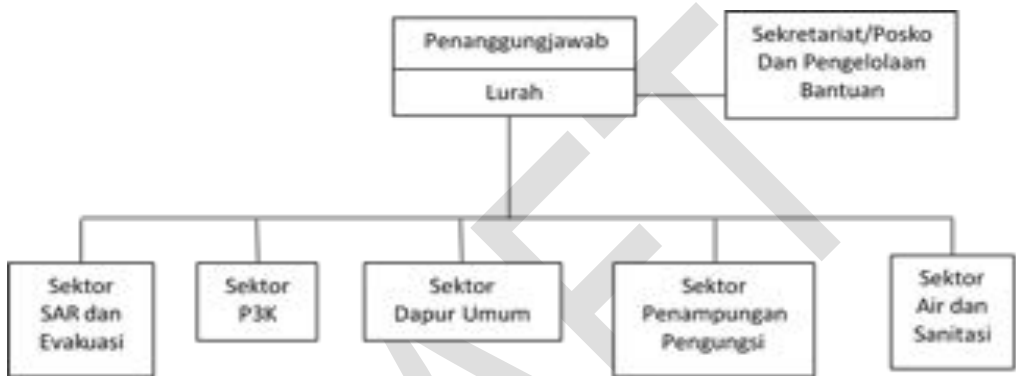 Penanggungjawab
Lurah
Sekretariat/Posko
Dan Pengelolaan
Bantuan
Sektor
SAR dan
Evakuasi
Sektor
P3K
Sektor
Dapur Umum
Sektor
Penampungan
Pengungsi
Sektor
Air dan
Sanitasi